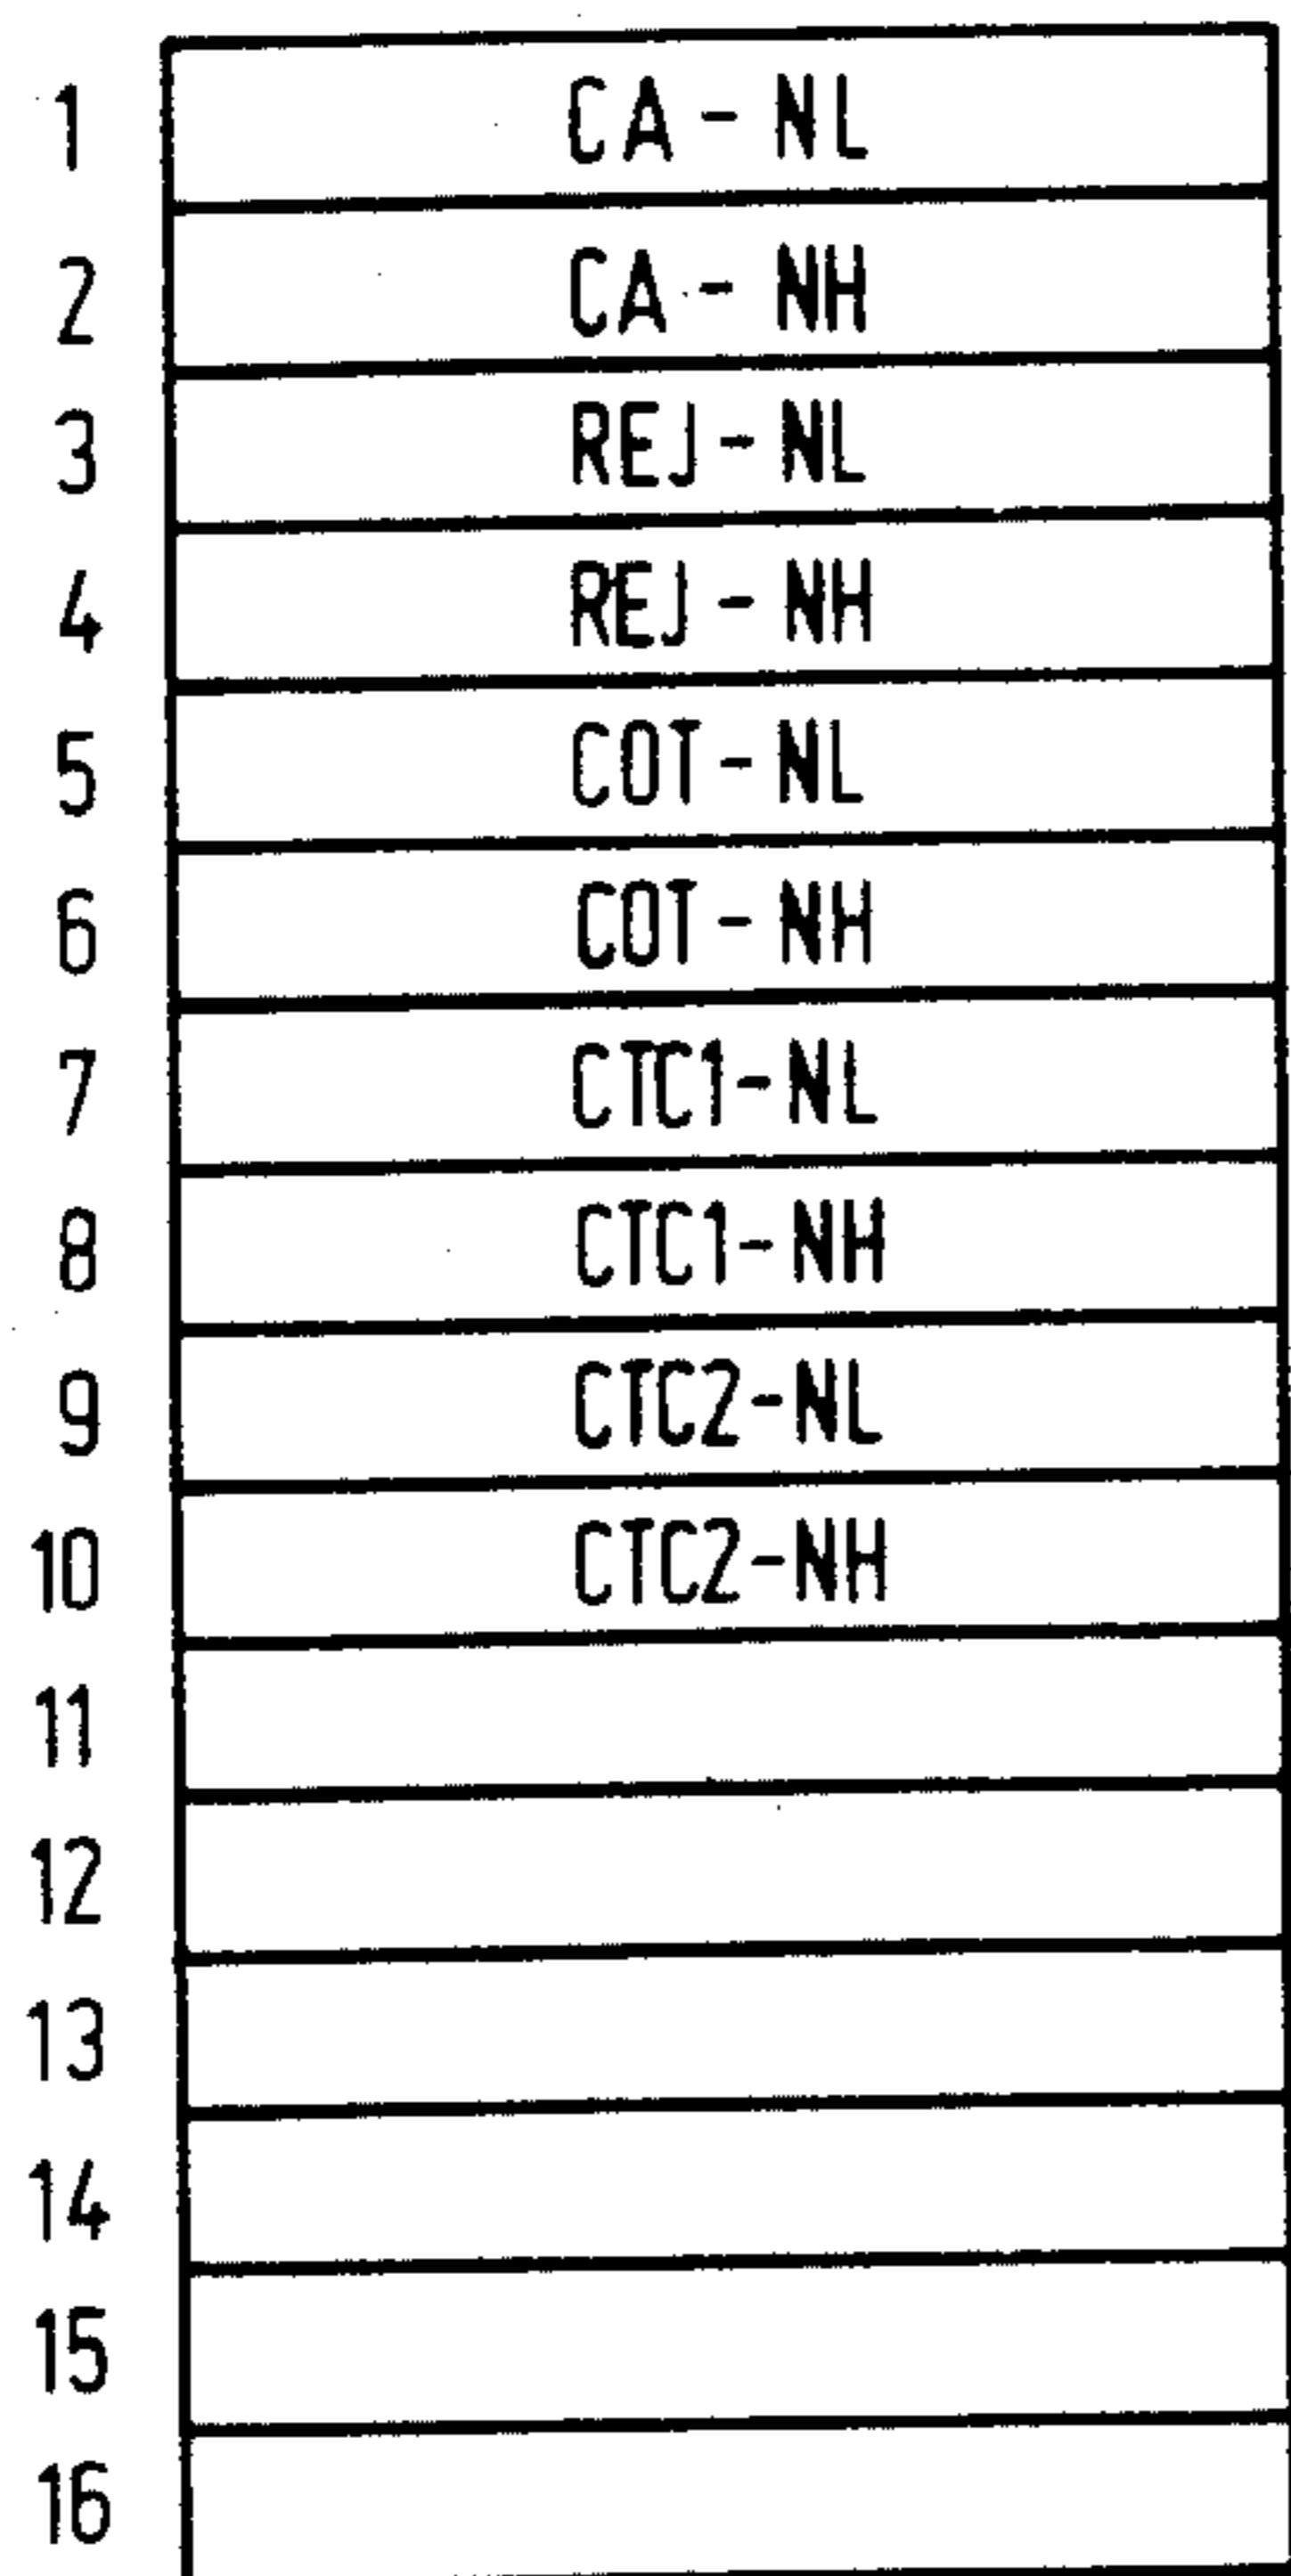 1 CA - NL
2 CA - NH
3 REJ - NL
4 REJ - NH
5 COT - NL
6 COT - NH
7 CTC1 - NL
8 CTC1 - NH
9 CTC2 - NL
10 CTC2 - NH
11
12
13
14
15
16